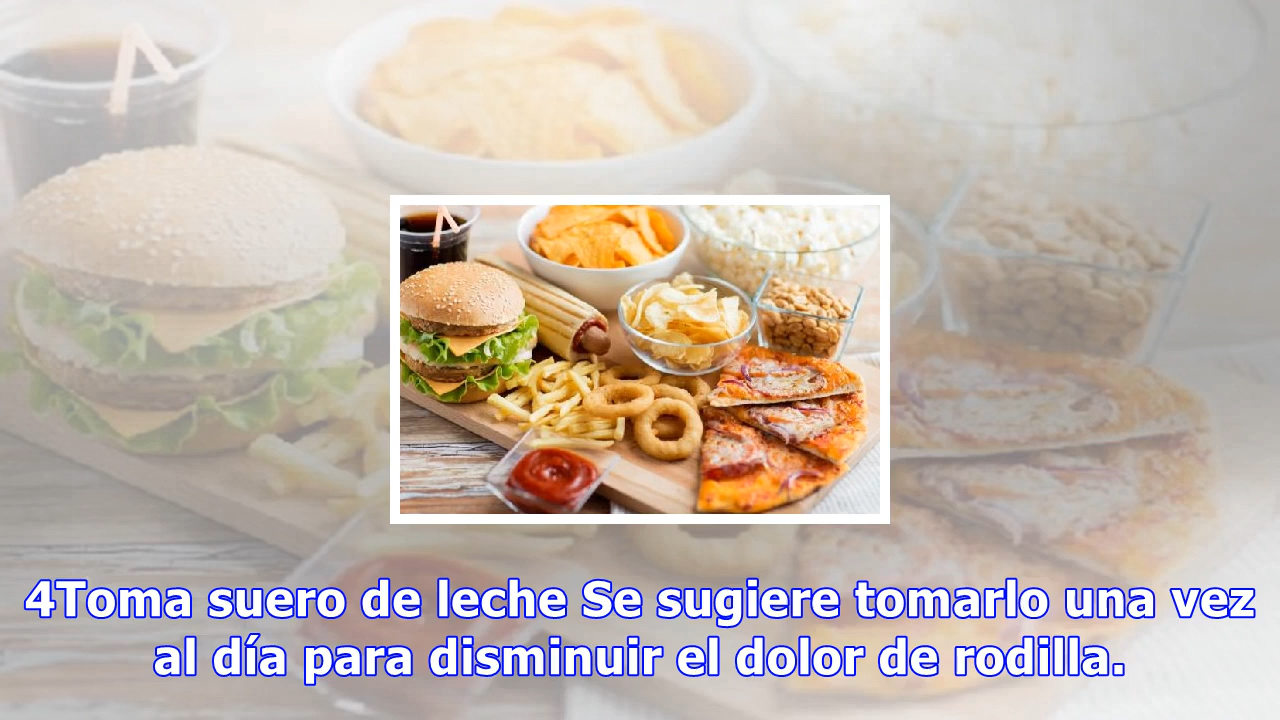 4Toma suero de leche Se sugiere tomarlo una vez
al día para disminuir el dolor de rodilla.